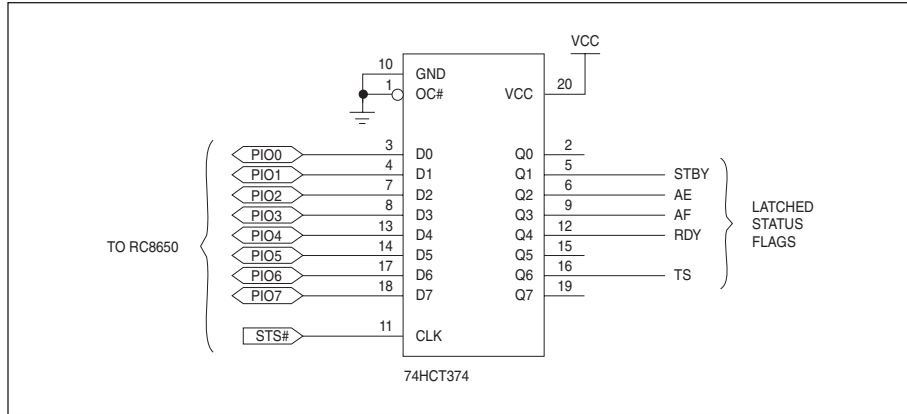 VCC
10 GND
1 OC# VCC 20
PIO0 3 D0 Q0 2
PIO1 4 D1 Q1 5 STBY
PIO2 7 D2 Q2 6 AE
PIO3 8 D3 Q3 9 AF
PIO4 13 D4 Q4 12 RDY
PIO5 14 D5 Q5 15
PIO6 17 D6 Q6 16 TS
PIO7 18 D7 Q7 19
TO RC8650
LATCHED
STATUS
FLAGS
STS# 11 CLK
74HCT374